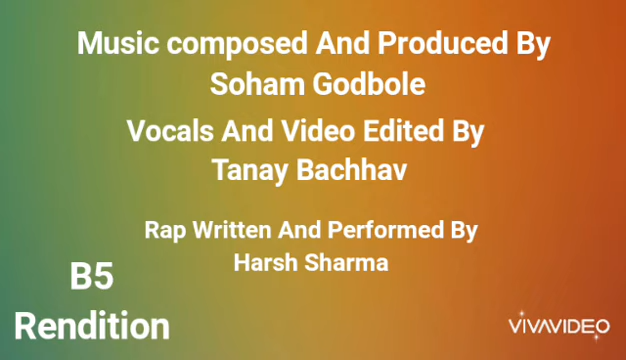 Music composed And Produced By
Soham Godbole
Vocals And Video Edited By
Tanay Bachhav
Rap Written And Performed By
Harsh Sharma
B5
Rendition
VIVAVIDEO